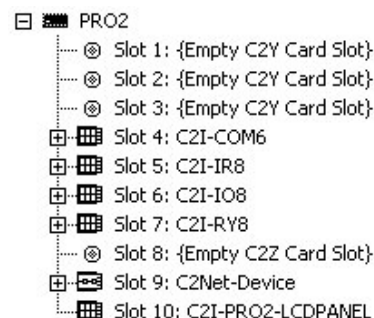 PRO2
Slot 1: {Empty C2Y Card Slot}
Slot 2: {Empty C2Y Card Slot}
Slot 3: {Empty C2Y Card Slot}
Slot 4: C2I-COM6
Slot 5: C2I-IR8
Slot 6: C2I-IO8
Slot 7: C2I-RY8
Slot 8: {Empty C2Z Card Slot}
Slot 9: C2Net-Device
Slot 10: C2I-PRO2-LCDPANEL